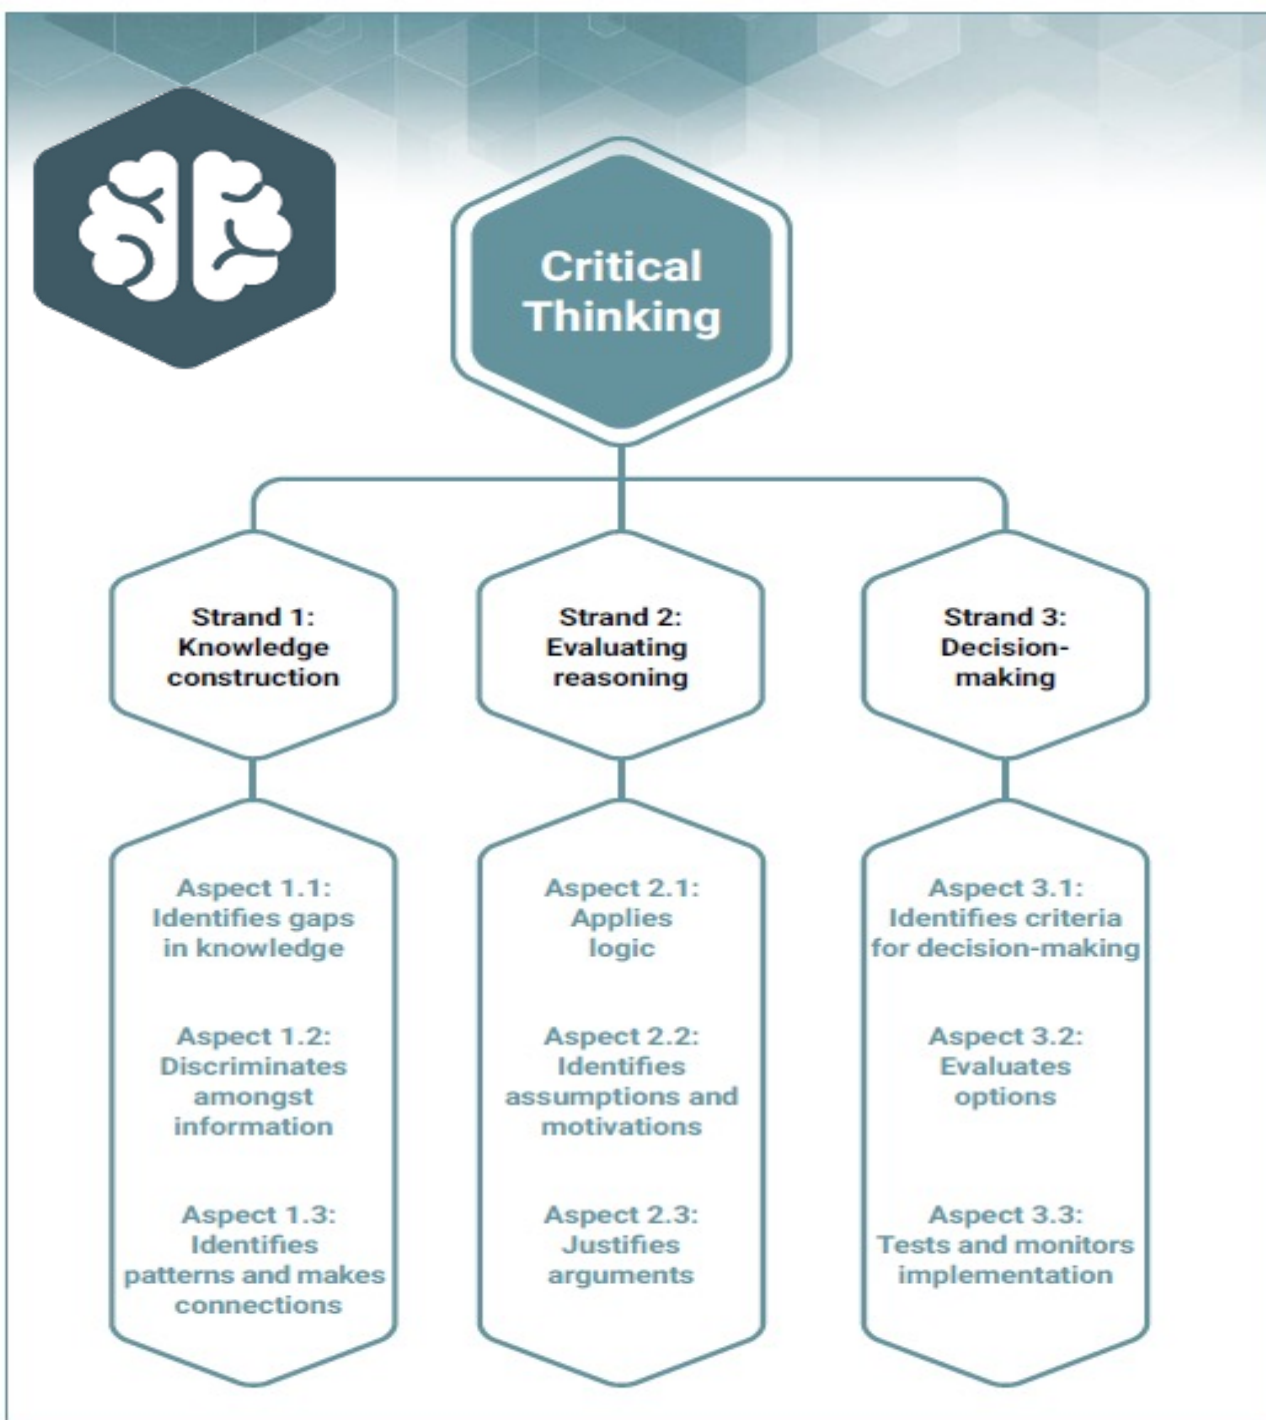 Critical
Thinking
Strand 1:
Knowledge
construction
Strand 2:
Evaluating
reasoning
Strand 3:
Decision-
making
Aspect 1.1:
Identifies gaps
in knowledge
Aspect 1.2:
Discriminates
amongst
information
Aspect 1.3:
Identifies
patterns and makes
connections
Aspect 2.1:
Applies
logic
Aspect 2.2:
Identifies
assumptions and
motivations
Aspect 2.3:
Justifies
arguments
Aspect 3.1:
Identifies criteria
for decision-making
Aspect 3.2:
Evaluates
options
Aspect 3.3:
Tests and monitors
implementation